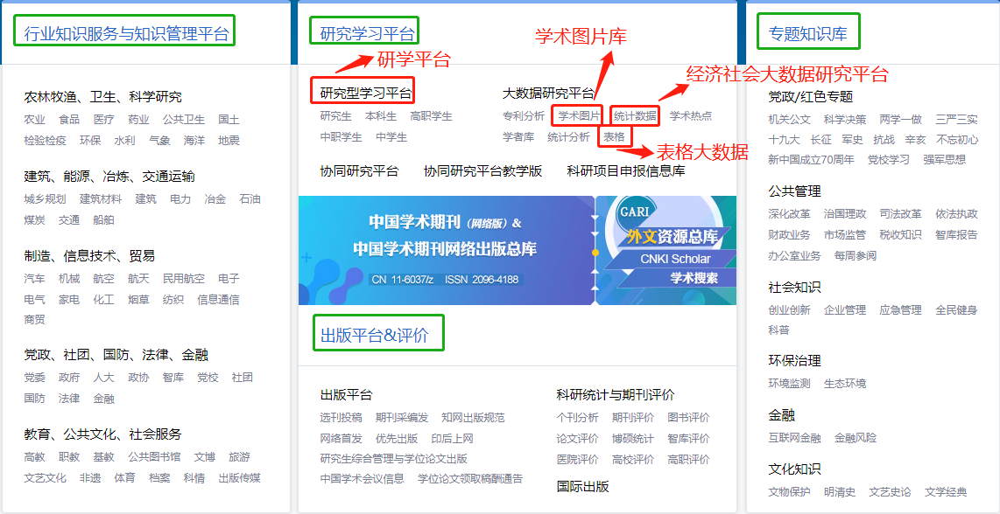 行业知识服务与知识管理平台
农林牧渔、卫生、科学研究
农业 食品 医疗 药业 公共卫生 国土
检验检疫 环保 水利 气象 海洋 地震
建筑、能源、冶炼、交通运输
城乡规划 建筑材料 建筑 电力 冶金 石油
煤炭 交通 船舶
制造、信息技术、贸易
汽车 机械 航空 航天 民用航空 电子
电气 家电 化工 烟草 纺织 信息通信
商贸
党政、社团、国防、法律、金融
党委 政府 人大 政协 智库 党校 社团
国防 法律 金融
教育、公共文化、社会服务
高教 职教 基教 公共图书馆 文博 旅游
文艺文化 非遗 体育 档案 科情 出版传媒
研究学习平台
学术图片库
研学平台
经济社会大数据研究平台
研究型学习平台
大数据研究平台
研究生 本科生 高职学生
专利分析 学术图片 统计数据 学术热点
中职学生 中学生
学者库 统计分析 表格
表格大数据
协同研究平台 协同研究平台教学版 科研项目申报信息库
中国学术期刊（网络版）&
中国学术期刊网络出版总库
CN 11-6037/z ISSN 2096-4188
GARI
外文资源总库
CNKI Scholar
学术搜索
出版平台&评价
出版平台
选刊投稿 期刊采编发 知网出版规范
网络首发 优先出版 印后上网
研究生综合管理与学位论文出版
中国学术会议信息 学位论文领取稿酬通告
科研统计与期刊评价
个刊分析 期刊评价 图书评价
论文评价 博硕统计 智库评价
医院评价 高校评价 高职评价
国际出版
专题知识库
党政/红色专题
机关公文 科学决策 两学一做 三严三实
十九大 长征 军史 抗战 辛亥 不忘初心
新中国成立70周年 党校学习 强军思想
公共管理
深化改革 治国理政 司法改革 依法执政
财政业务 市场监管 税收知识 智库报告
办公室业务 每周参阅
社会知识
创业创新 企业管理 应急管理 全民健身
科普
环保治理
环境监测 生态环境
金融
互联网金融 金融风险
文化知识
文物保护 明清史 文艺史论 文学经典